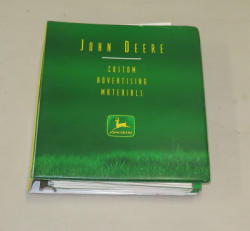 JOHN DEERE
CUSTOM
ADVERTISING
MATERIALS
JOHN DEERE